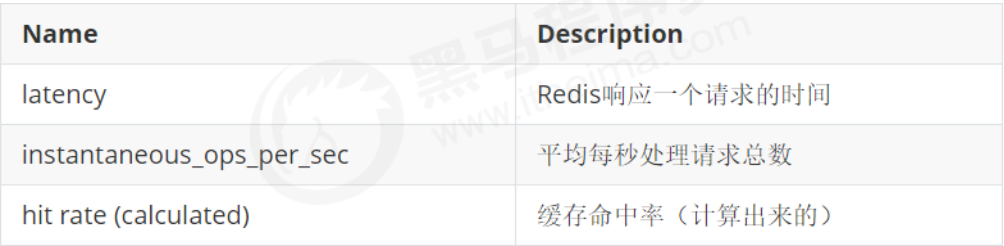 Name Description
latency Redis响应一个请求的时间
instantaneous_ops_per_sec 平均每秒处理请求总数
hit rate (calculated) 缓存命中率（计算出来的）